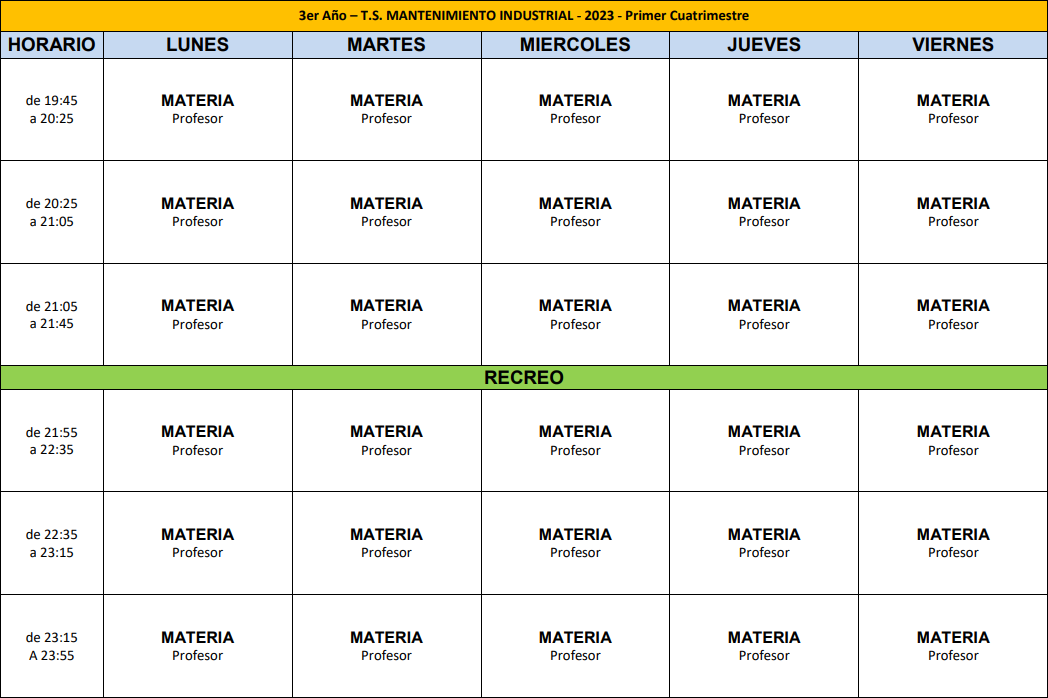 3er Año – T.S. MANTENIMIENTO INDUSTRIAL - 2023 - Primer Cuatrimestre
HORARIO LUNES MARTES MIERCOLES JUEVES VIERNES
de 19:45 MATERIA MATERIA MATERIA MATERIA MATERIA
a 20:25 Profesor Profesor Profesor Profesor Profesor
de 20:25 MATERIA MATERIA MATERIA MATERIA MATERIA
a 21:05 Profesor Profesor Profesor Profesor Profesor
de 21:05 MATERIA MATERIA MATERIA MATERIA MATERIA
a 21:45 Profesor Profesor Profesor Profesor Profesor
RECREO
de 21:55 MATERIA MATERIA MATERIA MATERIA MATERIA
a 22:35 Profesor Profesor Profesor Profesor Profesor
de 22:35 MATERIA MATERIA MATERIA MATERIA MATERIA
a 23:15 Profesor Profesor Profesor Profesor Profesor
de 23:15 MATERIA MATERIA MATERIA MATERIA MATERIA
A 23:55 Profesor Profesor Profesor Profesor Profesor